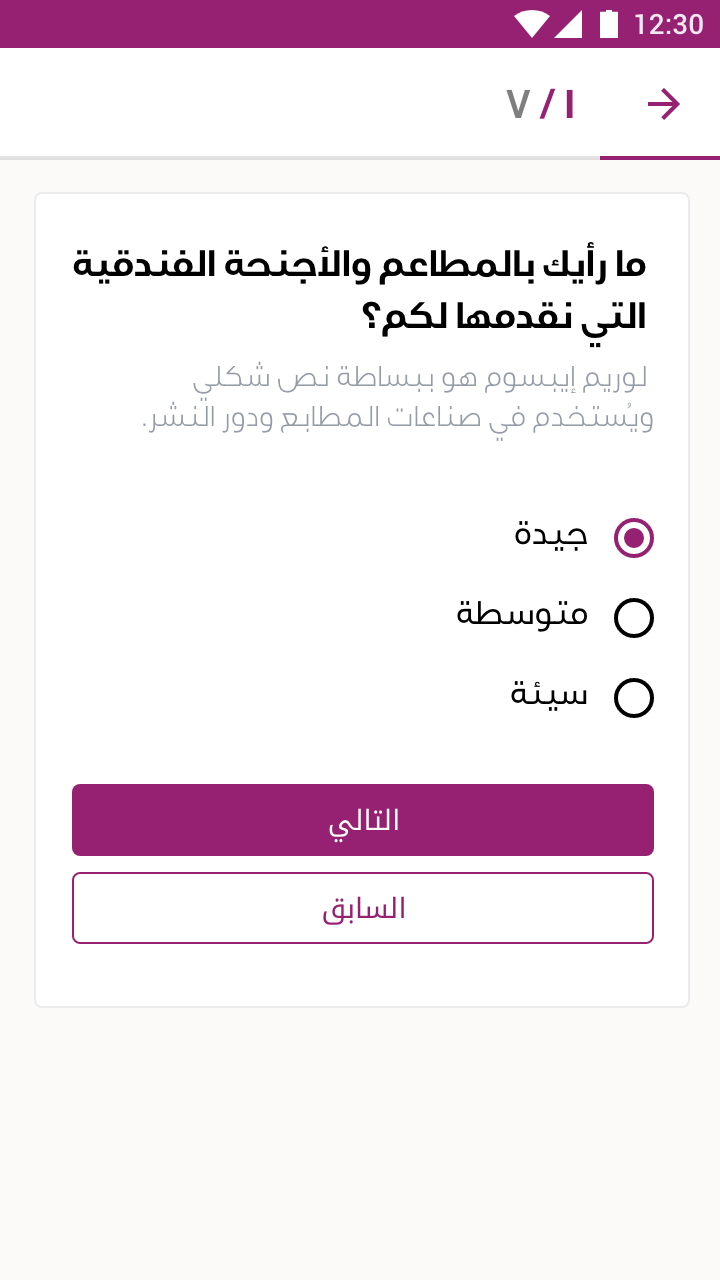 12:30
١ / ٧
ما رأيك بالمطاعم والأجنحة الفندقية
التي نقدمها لكم؟
لوريم إيبسوم هو ببساطة نص شكلي
ويُستخدم في صناعات المطابع ودور النشر.
جيدة
متوسطة
سيئة
التالي
السابق